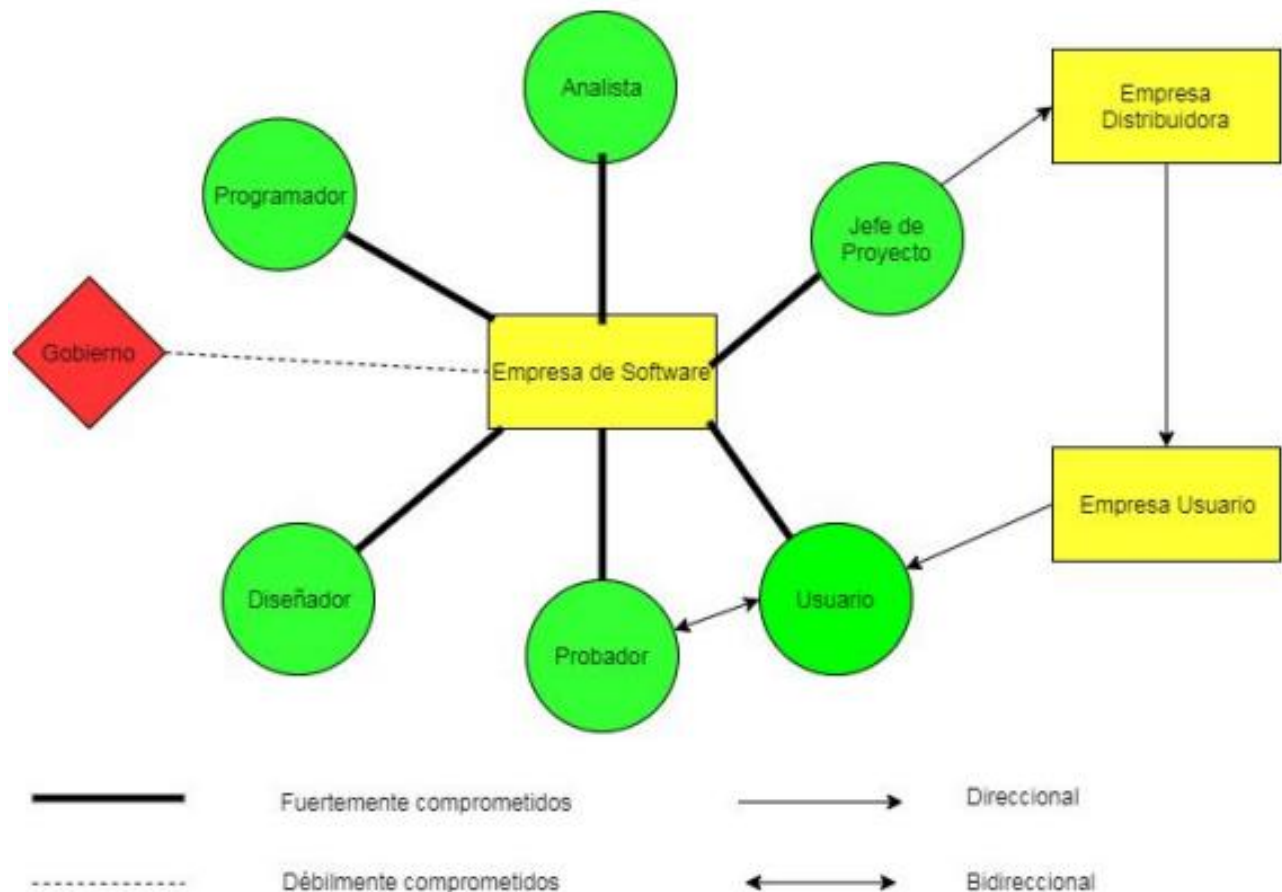 Analista
Empresa
Distribuidora
Programador
Jefe de
Proyecto
Gobierno
Empresa de Software
Empresa Usuario
Diseñador
Usuario
Probador
Fuertemente comprometidos
Direccional
Débilmente comprometidos
Bidireccional